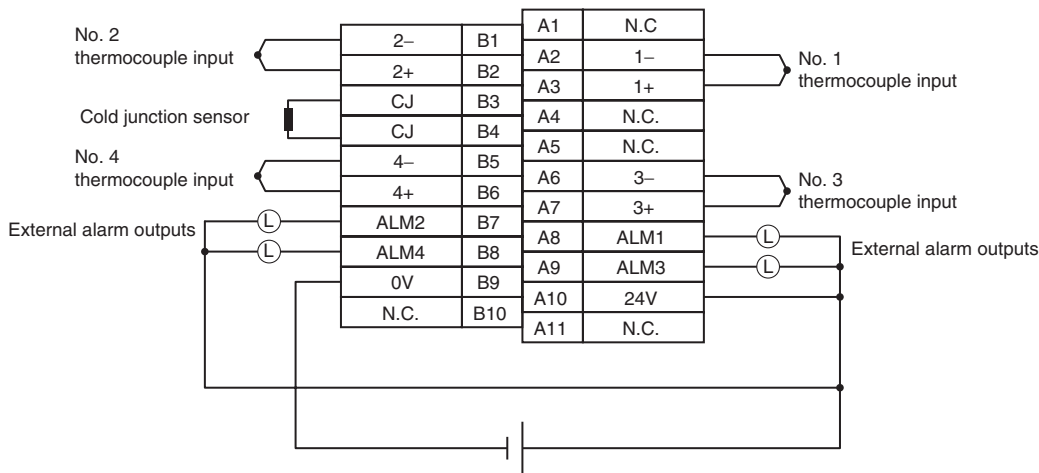 No. 2
thermocouple input
Cold junction sensor
No. 4
thermocouple input
External alarm outputs
L
L
2– B1
2+ B2
CJ B3
CJ B4
4– B5
4+ B6
ALM2 B7
ALM4 B8
0V B9
N.C. B10
A1 N.C
A2 1–
A3 1+
A4 N.C.
A5 N.C.
A6 3–
A7 3+
A8 ALM1
A9 ALM3
A10 24V
A11 N.C.
No. 1
thermocouple input
No. 3
thermocouple input
L
L
External alarm outputs